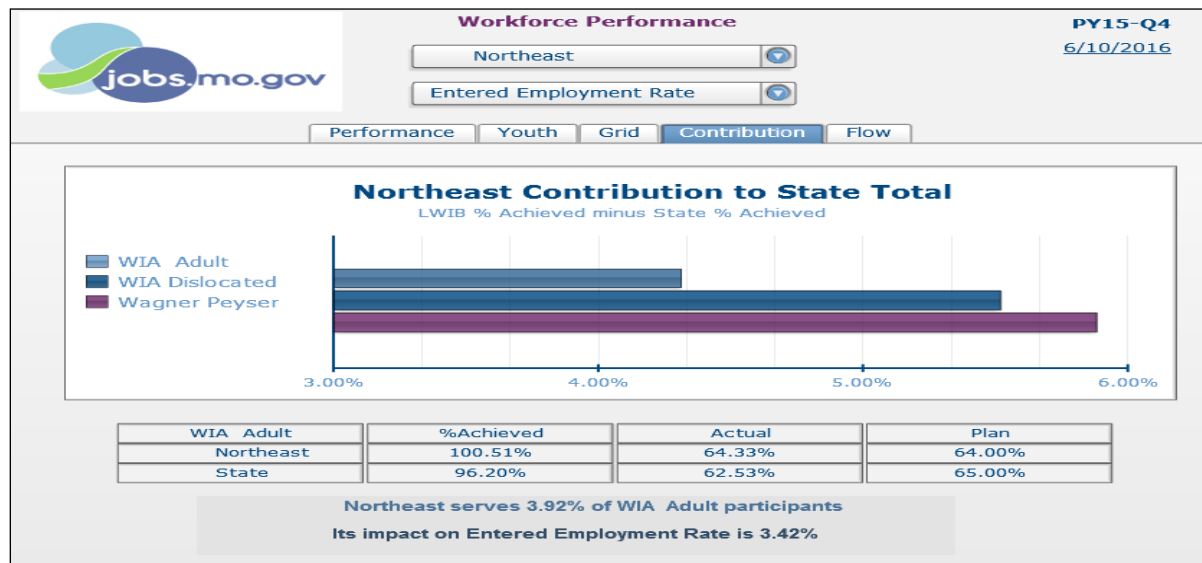 Workforce Performance
PY15-Q4
jobs.mo.gov
Northeast
6/10/2016
Entered Employment Rate
Performance Youth Grid Contribution Flow
Northeast Contribution to State Total
LWIB % Achieved minus State % Achieved
WIA Adult
WIA Dislocated
Wagner Peyser
3.00% 4.00% 5.00% 6.00%
WIA Adult %Achieved Actual Plan
Northeast 100.51% 64.33% 64.00%
State 96.20% 62.53% 65.00%
Northeast serves 3.92% of WIA Adult participants
Its impact on Entered Employment Rate is 3.42%